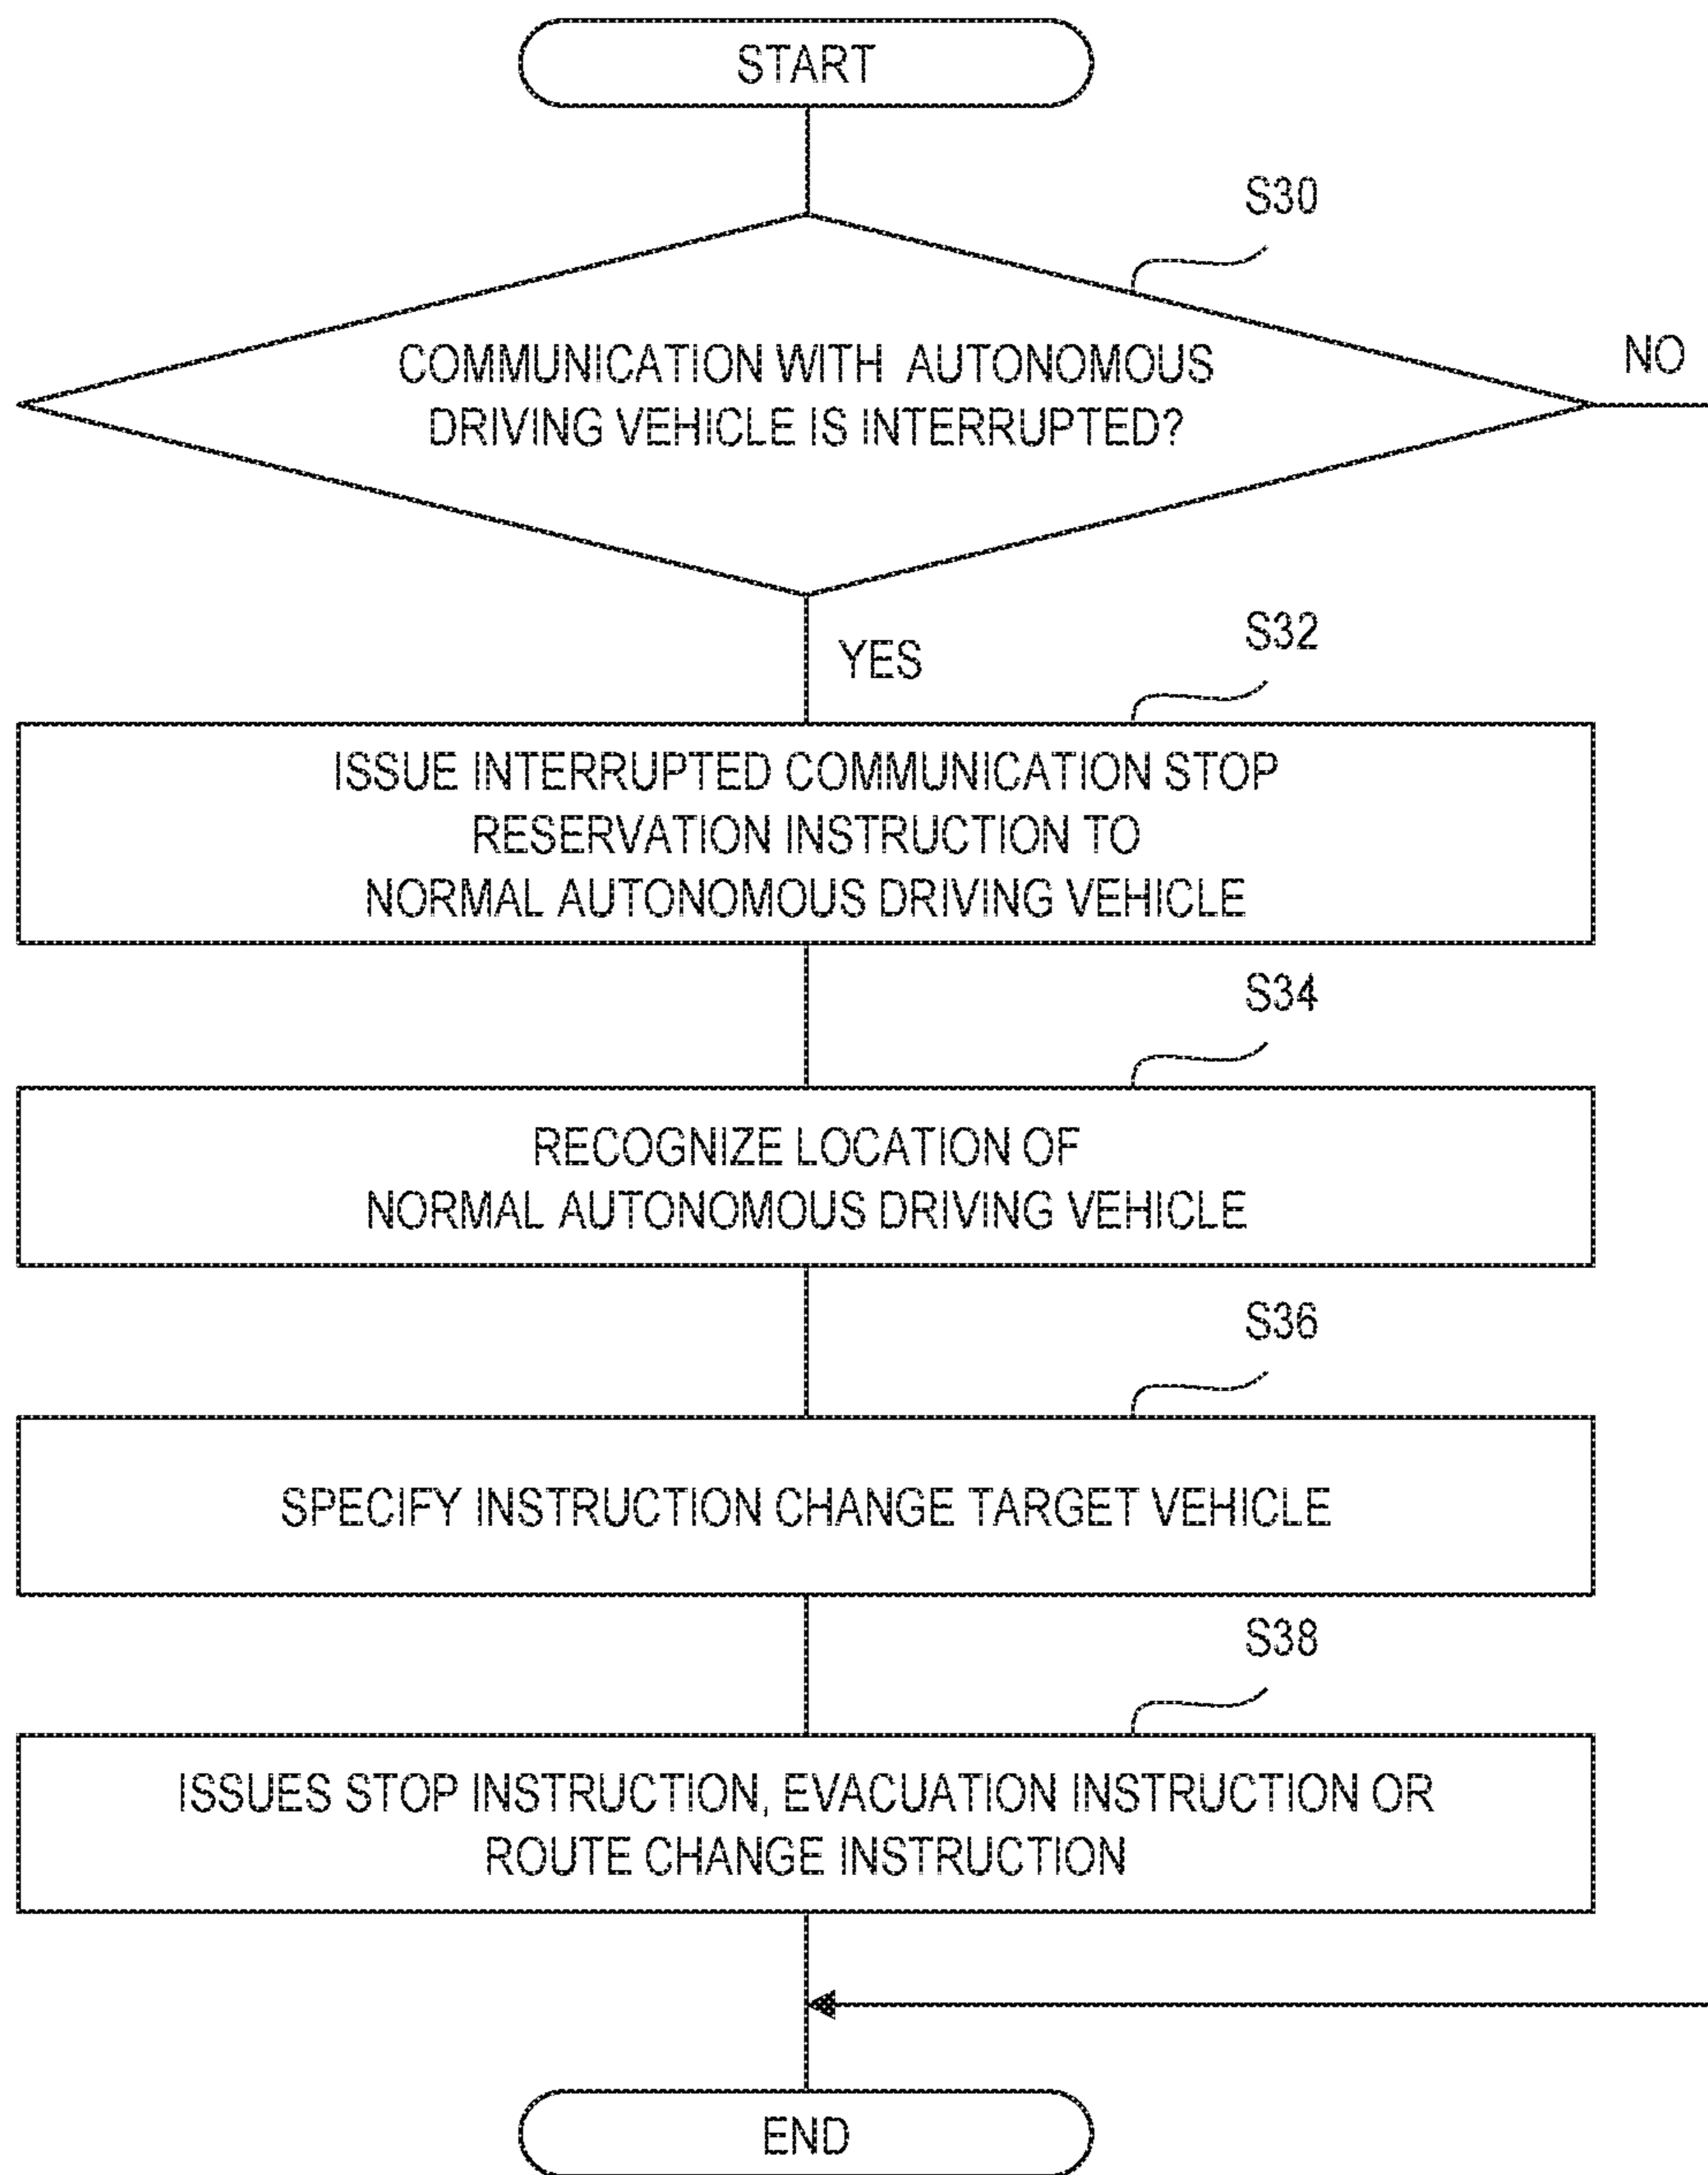 START
S30
COMMUNICATION WITH AUTONOMOUS
DRIVING VEHICLE IS INTERRUPTED?
NO
YES
S32
ISSUE INTERRUPTED COMMUNICATION STOP
RESERVATION INSTRUCTION TO
NORMAL AUTONOMOUS DRIVING VEHICLE
S34
RECOGNIZE LOCATION OF
NORMAL AUTONOMOUS DRIVING VEHICLE
S36
SPECIFY INSTRUCTION CHANGE TARGET VEHICLE
S38
ISSUES STOP INSTRUCTION, EVACUATION INSTRUCTION OR
ROUTE CHANGE INSTRUCTION
END